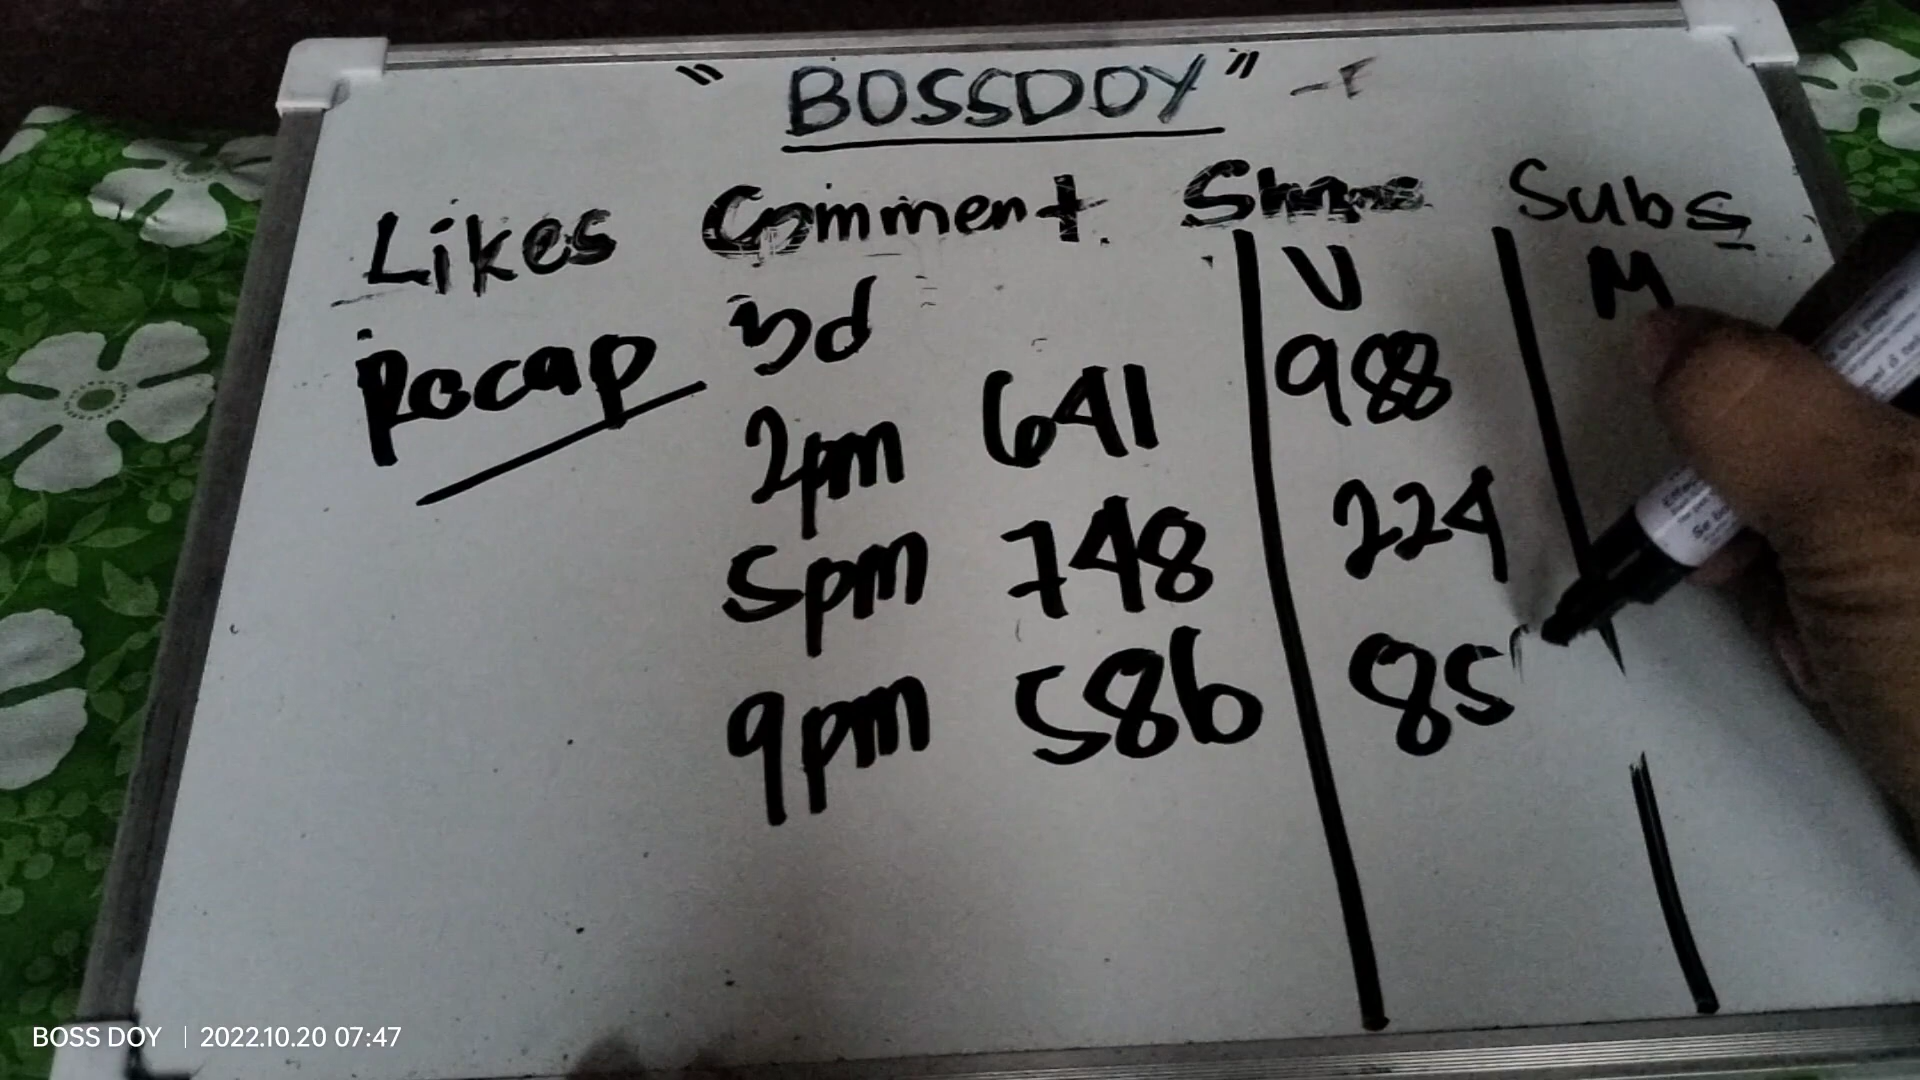 "BOSSDOY"
Likes Comment. Share Subs
3d V M
Recap
2pm 641 988
5pm 748 224
9pm 586 85
BOSS DOY | 2022.10.20 07:47